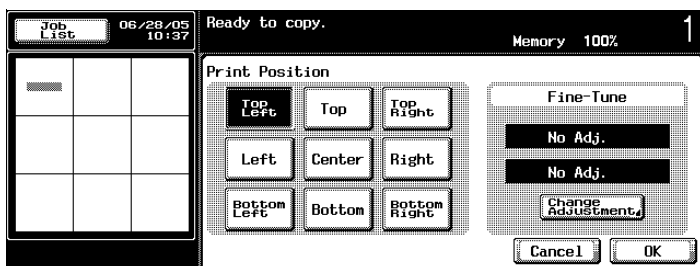 Job List
06/28/05
10:37
Ready to copy.
Memory 100%
1
Print Position
Top Left
Top
Top Right
Left
Center
Right
Bottom Left
Bottom
Bottom Right
Fine-Tune
No Adj.
No Adj.
Change Adjustment
Cancel
OK